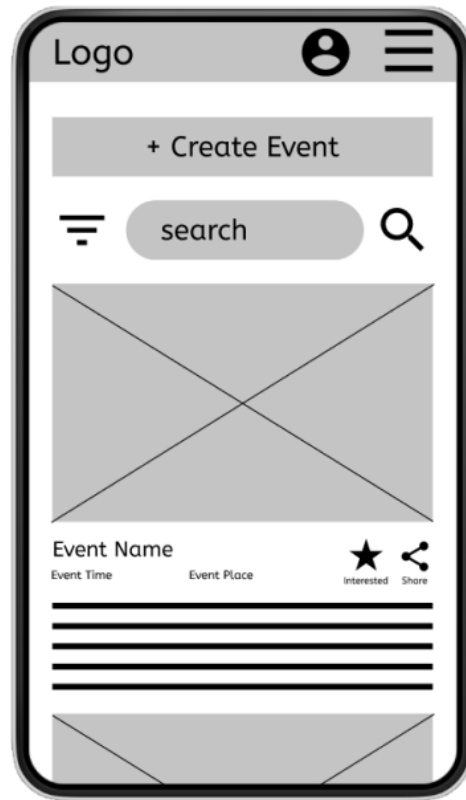 Logo
+ Create Event
search
Event Name
Event Time Event Place
Interested Share